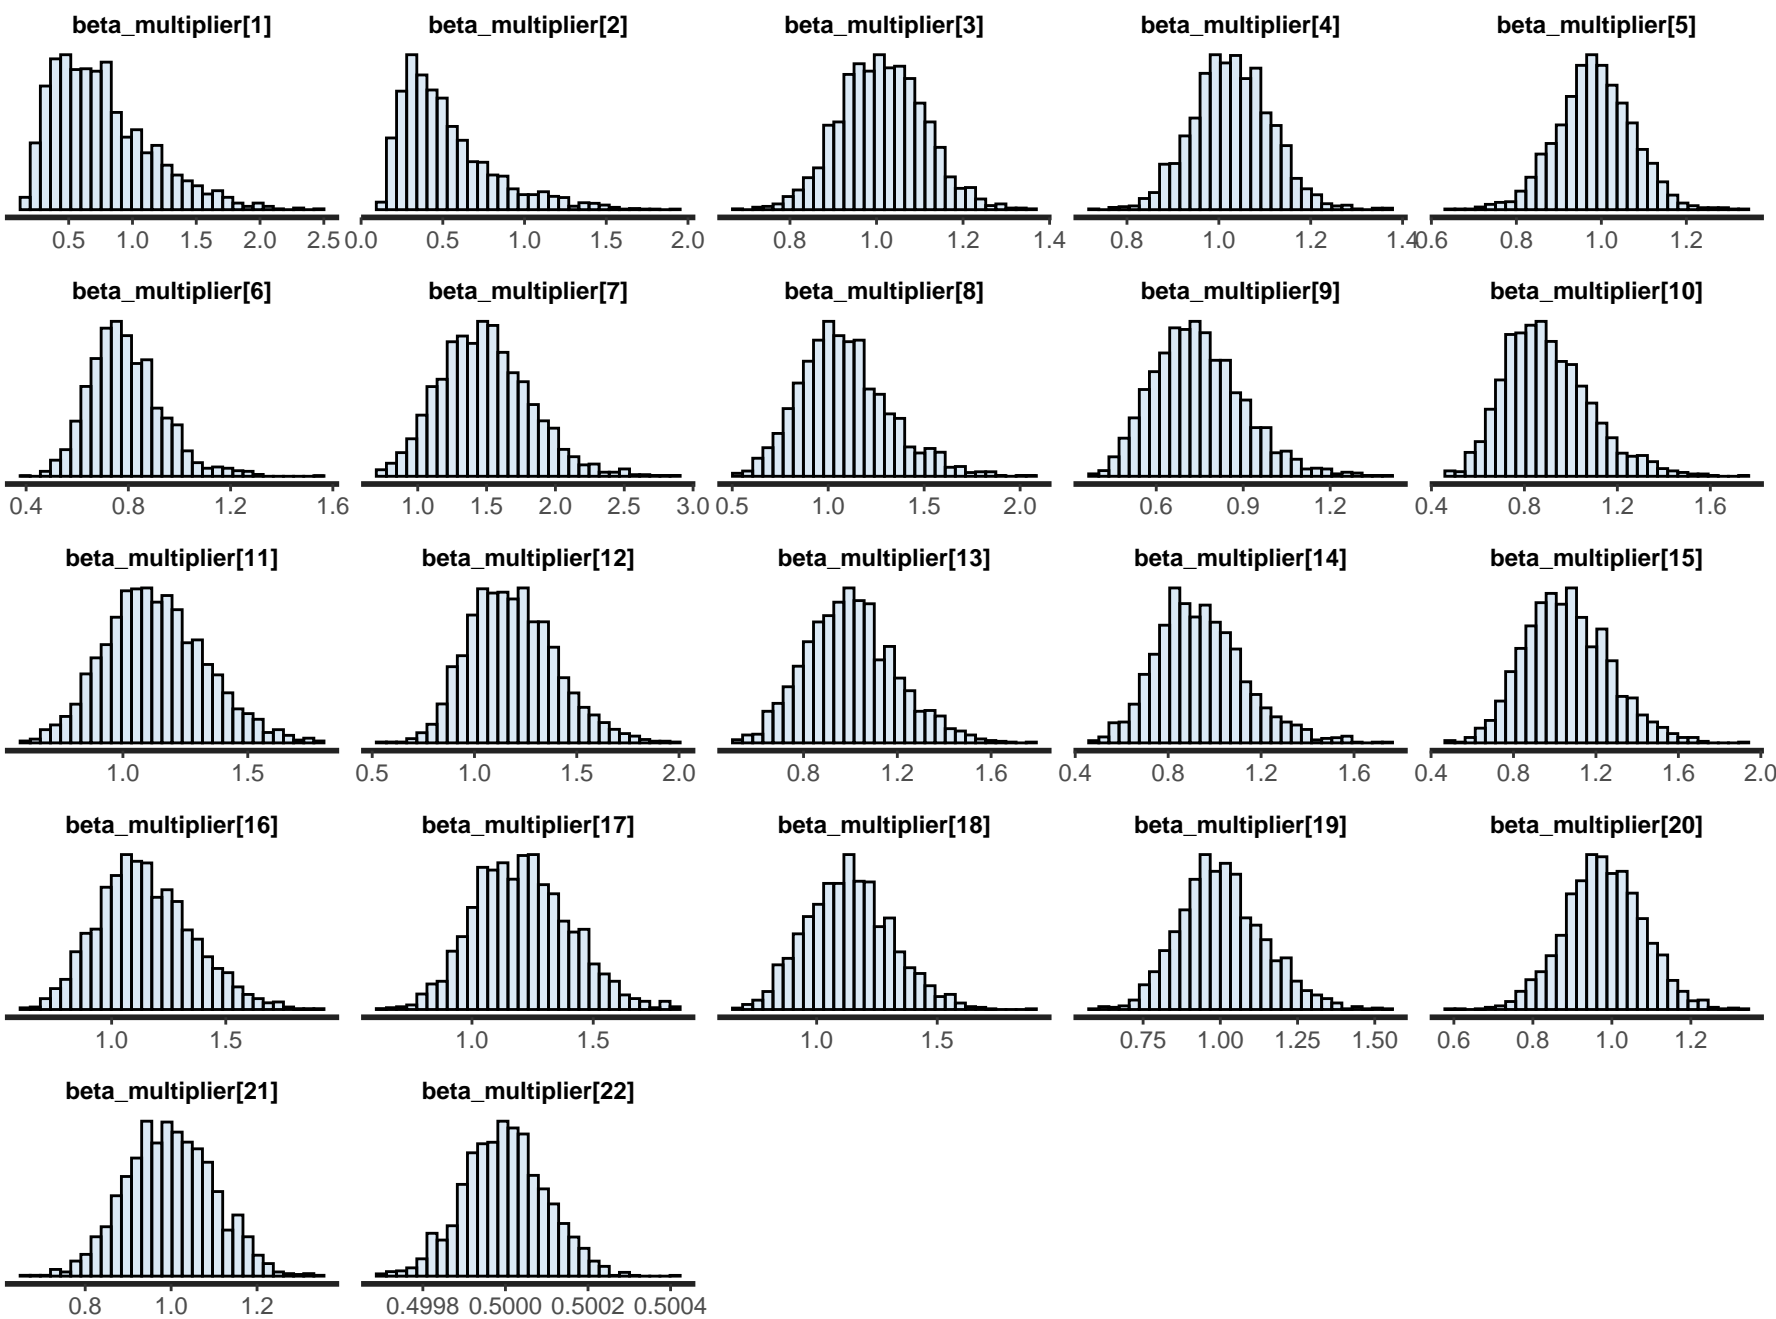 beta_multiplier[1] beta_multiplier[2] beta_multiplier[3] beta_multiplier[4] beta_multiplier[5]
0.5 1.0 1.5 2.0 2.5 0.0 0.5 1.0 1.5 2.0 0.8 1.0 1.2 1.4 0.8 1.0 1.2 1.4 0.6 0.8 1.0 1.2
beta_multiplier[6] beta_multiplier[7] beta_multiplier[8] beta_multiplier[9] beta_multiplier[10]
0.4 0.8 1.2 1.6 1.0 1.5 2.0 2.5 3.0 0.5 1.0 1.5 2.0 0.6 0.9 1.2 0.4 0.8 1.2 1.6
beta_multiplier[11] beta_multiplier[12] beta_multiplier[13] beta_multiplier[14] beta_multiplier[15]
1.0 1.5 0.5 1.0 1.5 2.0 0.8 1.2 1.6 0.4 0.8 1.2 1.6 0.4 0.8 1.2 1.6 2.0
beta_multiplier[16] beta_multiplier[17] beta_multiplier[18] beta_multiplier[19] beta_multiplier[20]
1.0 1.5 1.0 1.5 1.0 1.5 0.75 1.00 1.25 1.50 0.6 0.8 1.0 1.2
beta_multiplier[21] beta_multiplier[22]
0.8 1.0 1.2 0.4998 0.5000 0.5002 0.5004